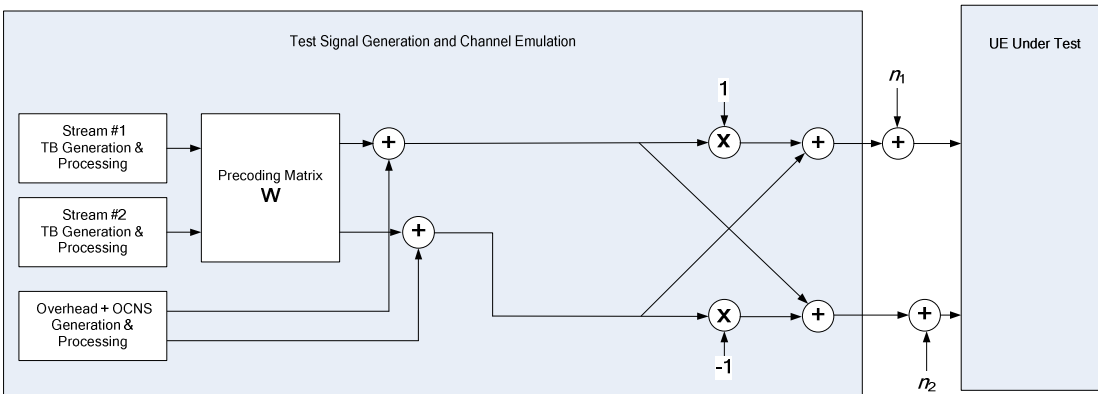 Test Signal Generation and Channel Emulation
UE Under Test
n1
1
Stream #1
TB Generation &
Processing
+
x
+
+
Precoding Matrix
W
Stream #2
TB Generation &
Processing
+
Overhead + OCNS
Generation &
Processing
x
+
+
-1
n2